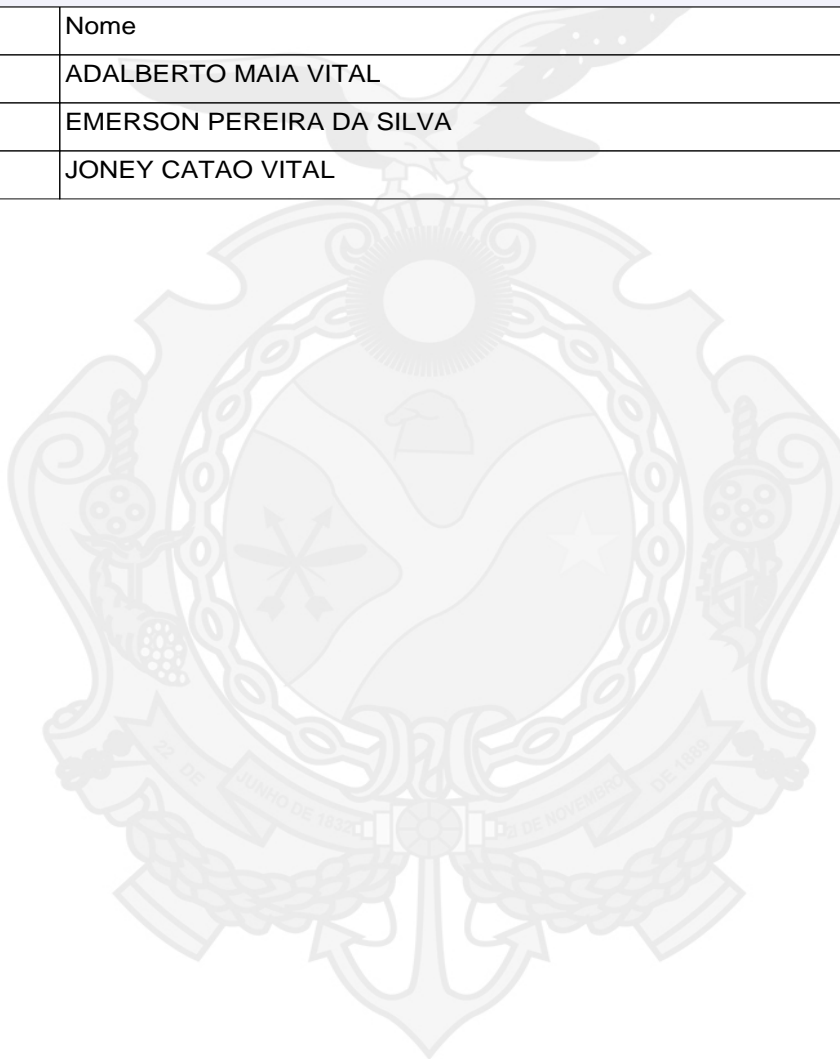 Nome
ADALBERTO MAIA VITAL
EMERSON PEREIRA DA SILVA
JONEY CATAO VITAL
22 DE
JUNHO DE 1832
DE NOVEMBRO
DE 1889